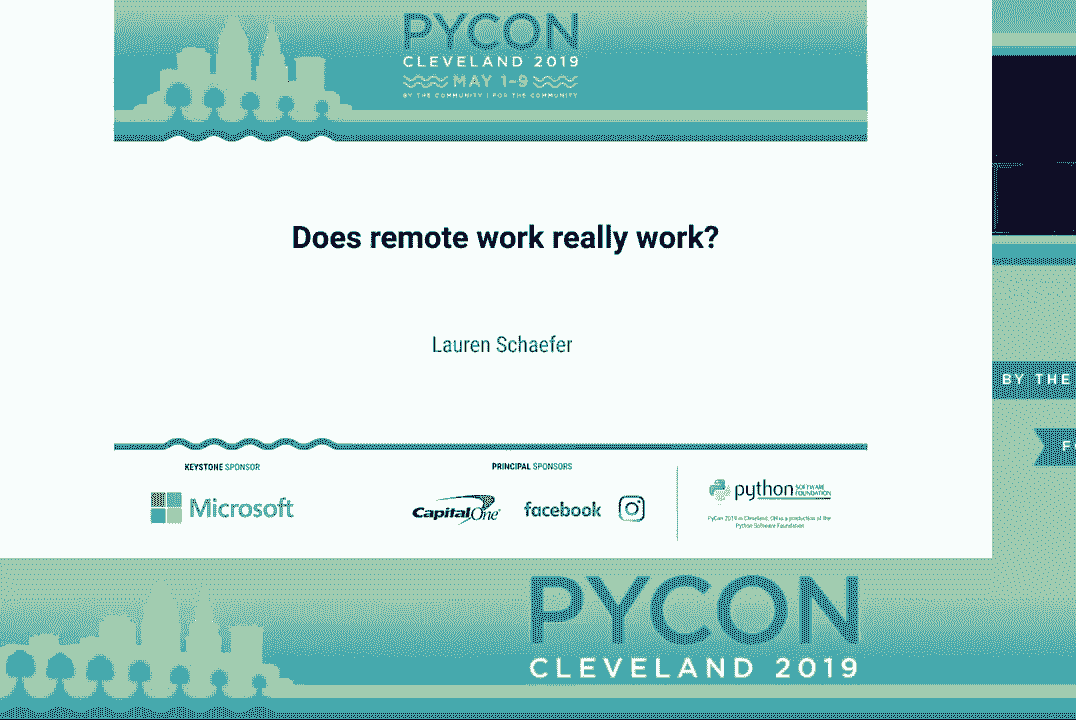 PYCON
CLEVELAND 2019
MAY 1-9
BY THE COMMUNITY | FOR THE COMMUNITY
Does remote work really work?
Lauren Schaefer
KEYSTONE SPONSOR
PRINCIPAL SPONSORS
Microsoft
CapitalOne
facebook
python SOFTWARE FOUNDATION
PyCon 2019 in Cleveland, OH is a production of the
Python Software Foundation
BY THE
PYCON
CLEVELAND 2019